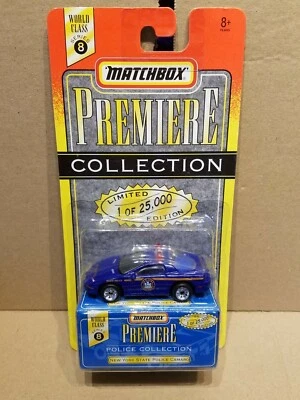 WORLD CLASS
SERIES
8
8+
MATCHBOX
PREMIERE
COLLECTION
LIMITED
1 OF 25,000
EDITION
MATCHBOX
WORLD CLASS
SERIES
8
PREMIERE
POLICE COLLECTION
NEW YORK STATE POLICE CAMARO